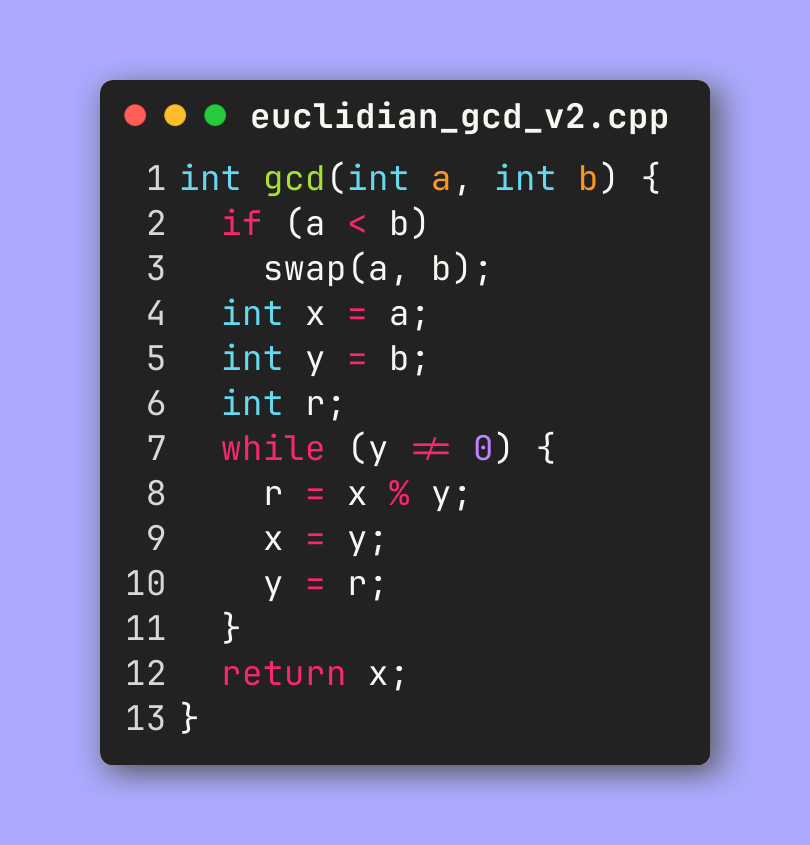 euclidian_gcd_v2.cpp
1 int gcd(int a, int b) {
2   if (a < b)
3     swap(a, b);
4   int x = a;
5   int y = b;
6   int r;
7   while (y != 0) {
8     r = x % y;
9     x = y;
10     y = r;
11   }
12   return x;
13 }